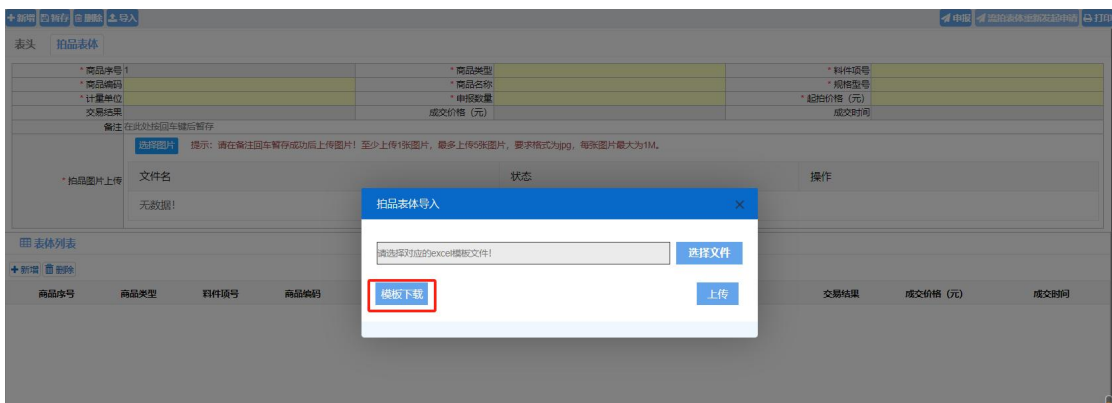 新增 暂存 删除 导入 申报 流拍表体重新发起申请 打印
表头 拍品表体
* 商品序号 1 * 商品类型 * 料件项号
* 商品编码 * 商品名称 * 规格型号
* 计量单位 * 申报数量 * 起拍价格（元）
交易结果 成交价格（元） 成交时间
备注 在此处按回车键后暂存
选择图片 提示：请在备注回车暂存成功后上传图片！至少上传1张图片，最多上传5张图片，要求格式为jpg，每张图片最大为1M。
* 拍品图片上传 文件名 状态 操作
无数据！
拍品表体导入
请选择对应的excel模板文件！ 选择文件
模板下载 上传
表体列表
新增 删除
商品序号 商品类型 料件项号 商品编码 交易结果 成交价格（元） 成交时间